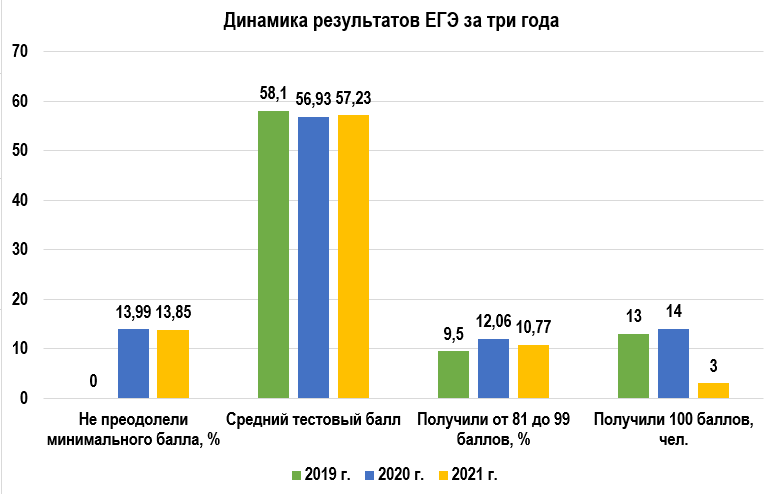 Динамика результатов ЕГЭ за три года
70
60
50
40
30
20
10
0
0
13,99
13,85
58,1
56,93
57,23
9,5
12,06
10,77
13
14
3
Не преодолели
минимального балла, %
Средний тестовый балл
Получили от 81 до 99
баллов, %
Получили 100 баллов,
чел.
2019 г.
2020 г.
2021 г.